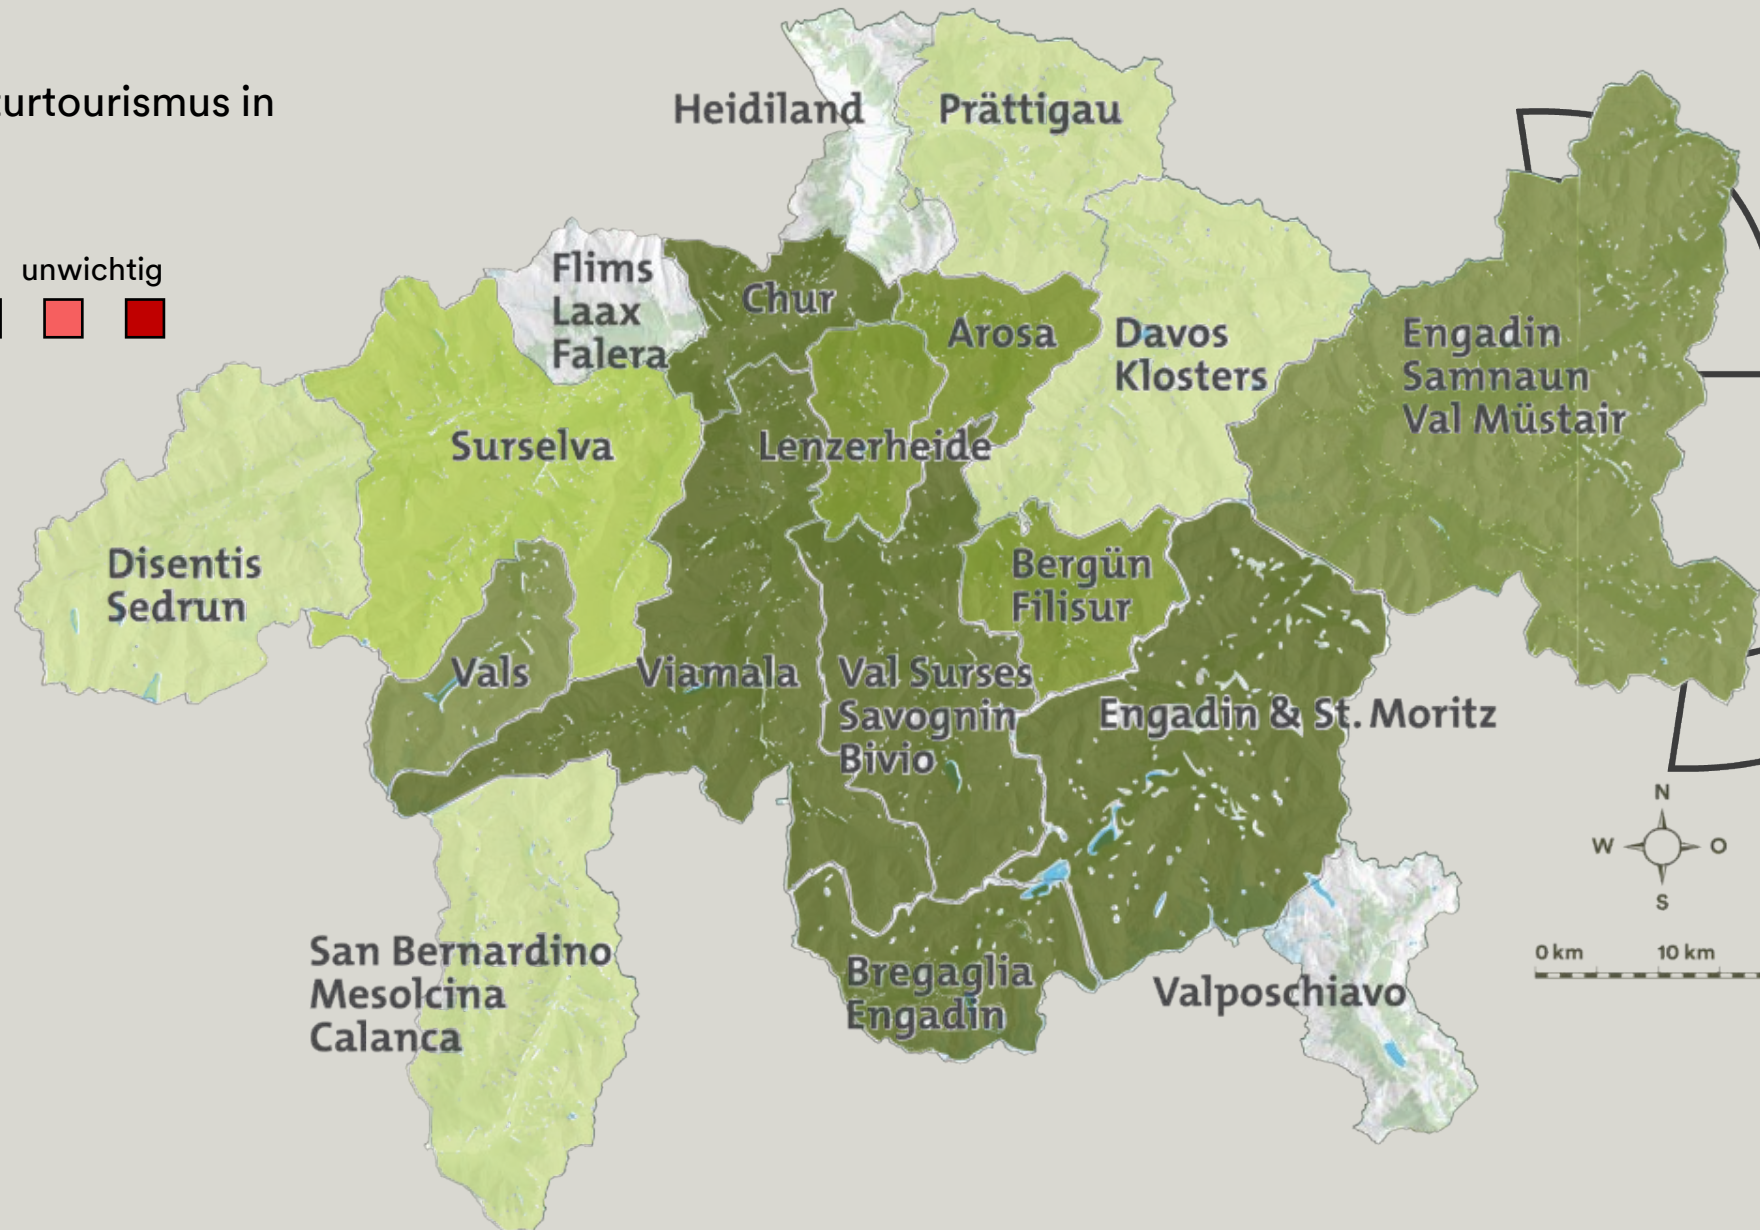 turtourismus in
unwichtig
Heidiland
Prättigau
Flims
Laax
Falera
Chur
Arosa
Davos
Klosters
Engadin
Samnaun
Val Müstair
Surselva
Lenzerheide
Disentis
Sedrun
Bergün
Filisur
Vals
Viamala
Val Surses
Savognin
Bivio
Engadin & St. Moritz
San Bernardino
Mesolcina
Calanca
Bregaglia
Engadin
Valposchiavo
N
W
O
S
0 km
10 km